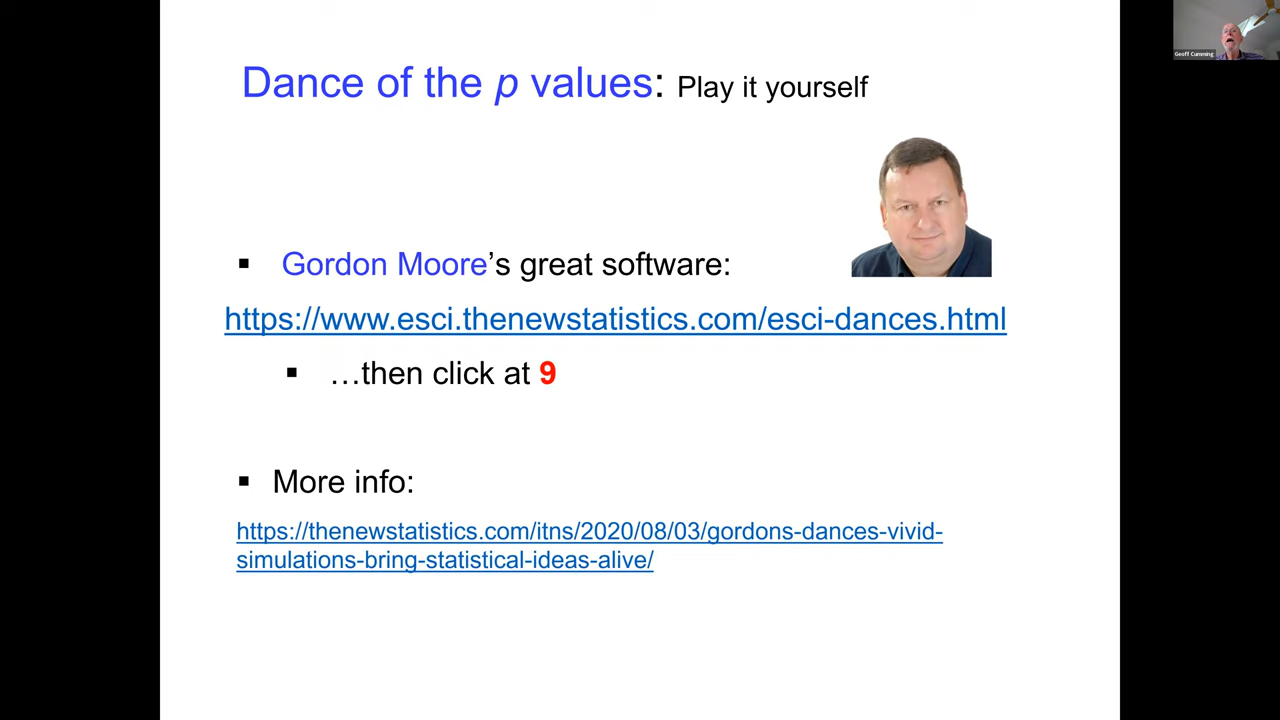 Geoff Cumming
Dance of the p values: Play it yourself
▪ Gordon Moore’s great software:
https://www.esci.thenewstatistics.com/esci-dances.html
▪ …then click at 9
▪ More info:
https://thenewstatistics.com/itns/2020/08/03/gordons-dances-vivid-
simulations-bring-statistical-ideas-alive/